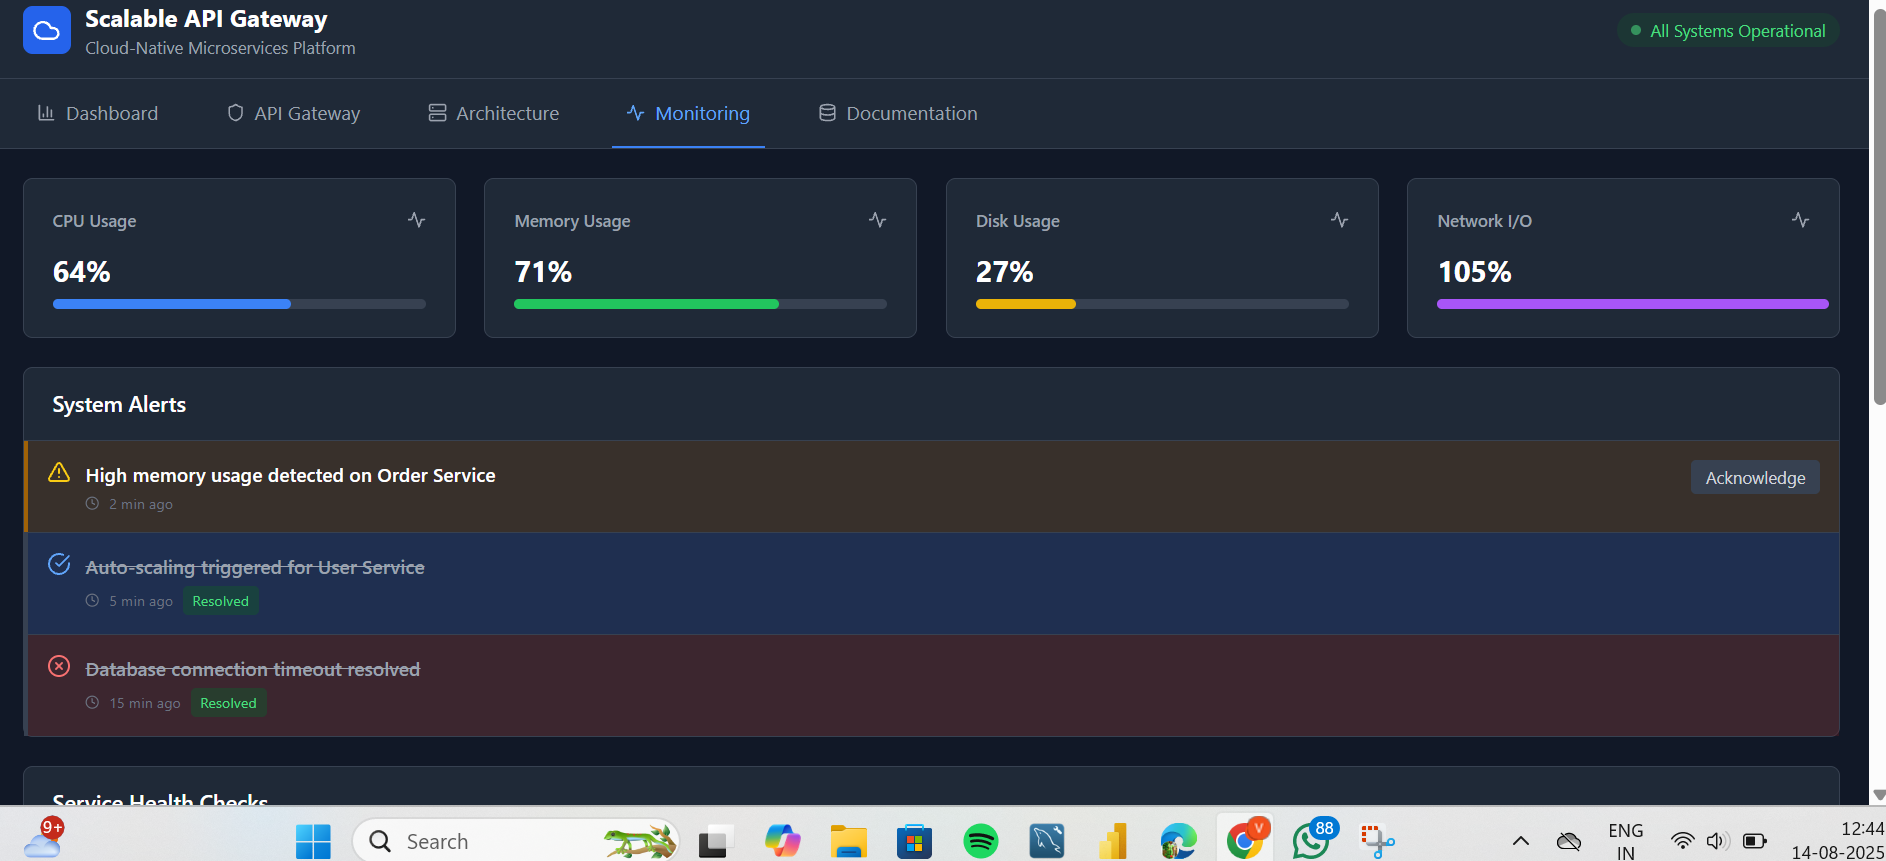 Scalable API Gateway
Cloud-Native Microservices Platform
All Systems Operational
Dashboard
API Gateway
Architecture
Monitoring
Documentation
CPU Usage
64%
Memory Usage
71%
Disk Usage
27%
Network I/O
105%
System Alerts
High memory usage detected on Order Service
2 min ago
Acknowledge
Auto-scaling triggered for User Service
5 min ago Resolved
Database connection timeout resolved
15 min ago Resolved
Service Health Checks
9+
Search
V
88
ENG
IN
12:44
14-08-2025